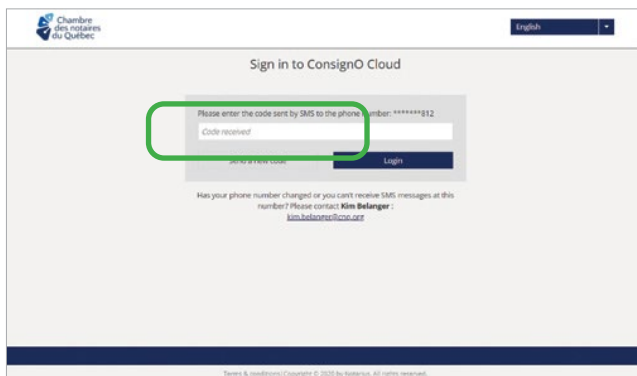 Chambre
des notaires
du Québec
English
Sign in to ConsignO Cloud
Please enter the code sent by SMS to the phone number: *******812
Code received
Send a new code
Login
Has your phone number changed or you can't receive SMS messages at this
number? Please contact Kim Belanger :
kim.belanger@cnq.org
Terms & conditions | Copyright © 2020 by Notarius. All rights reserved.